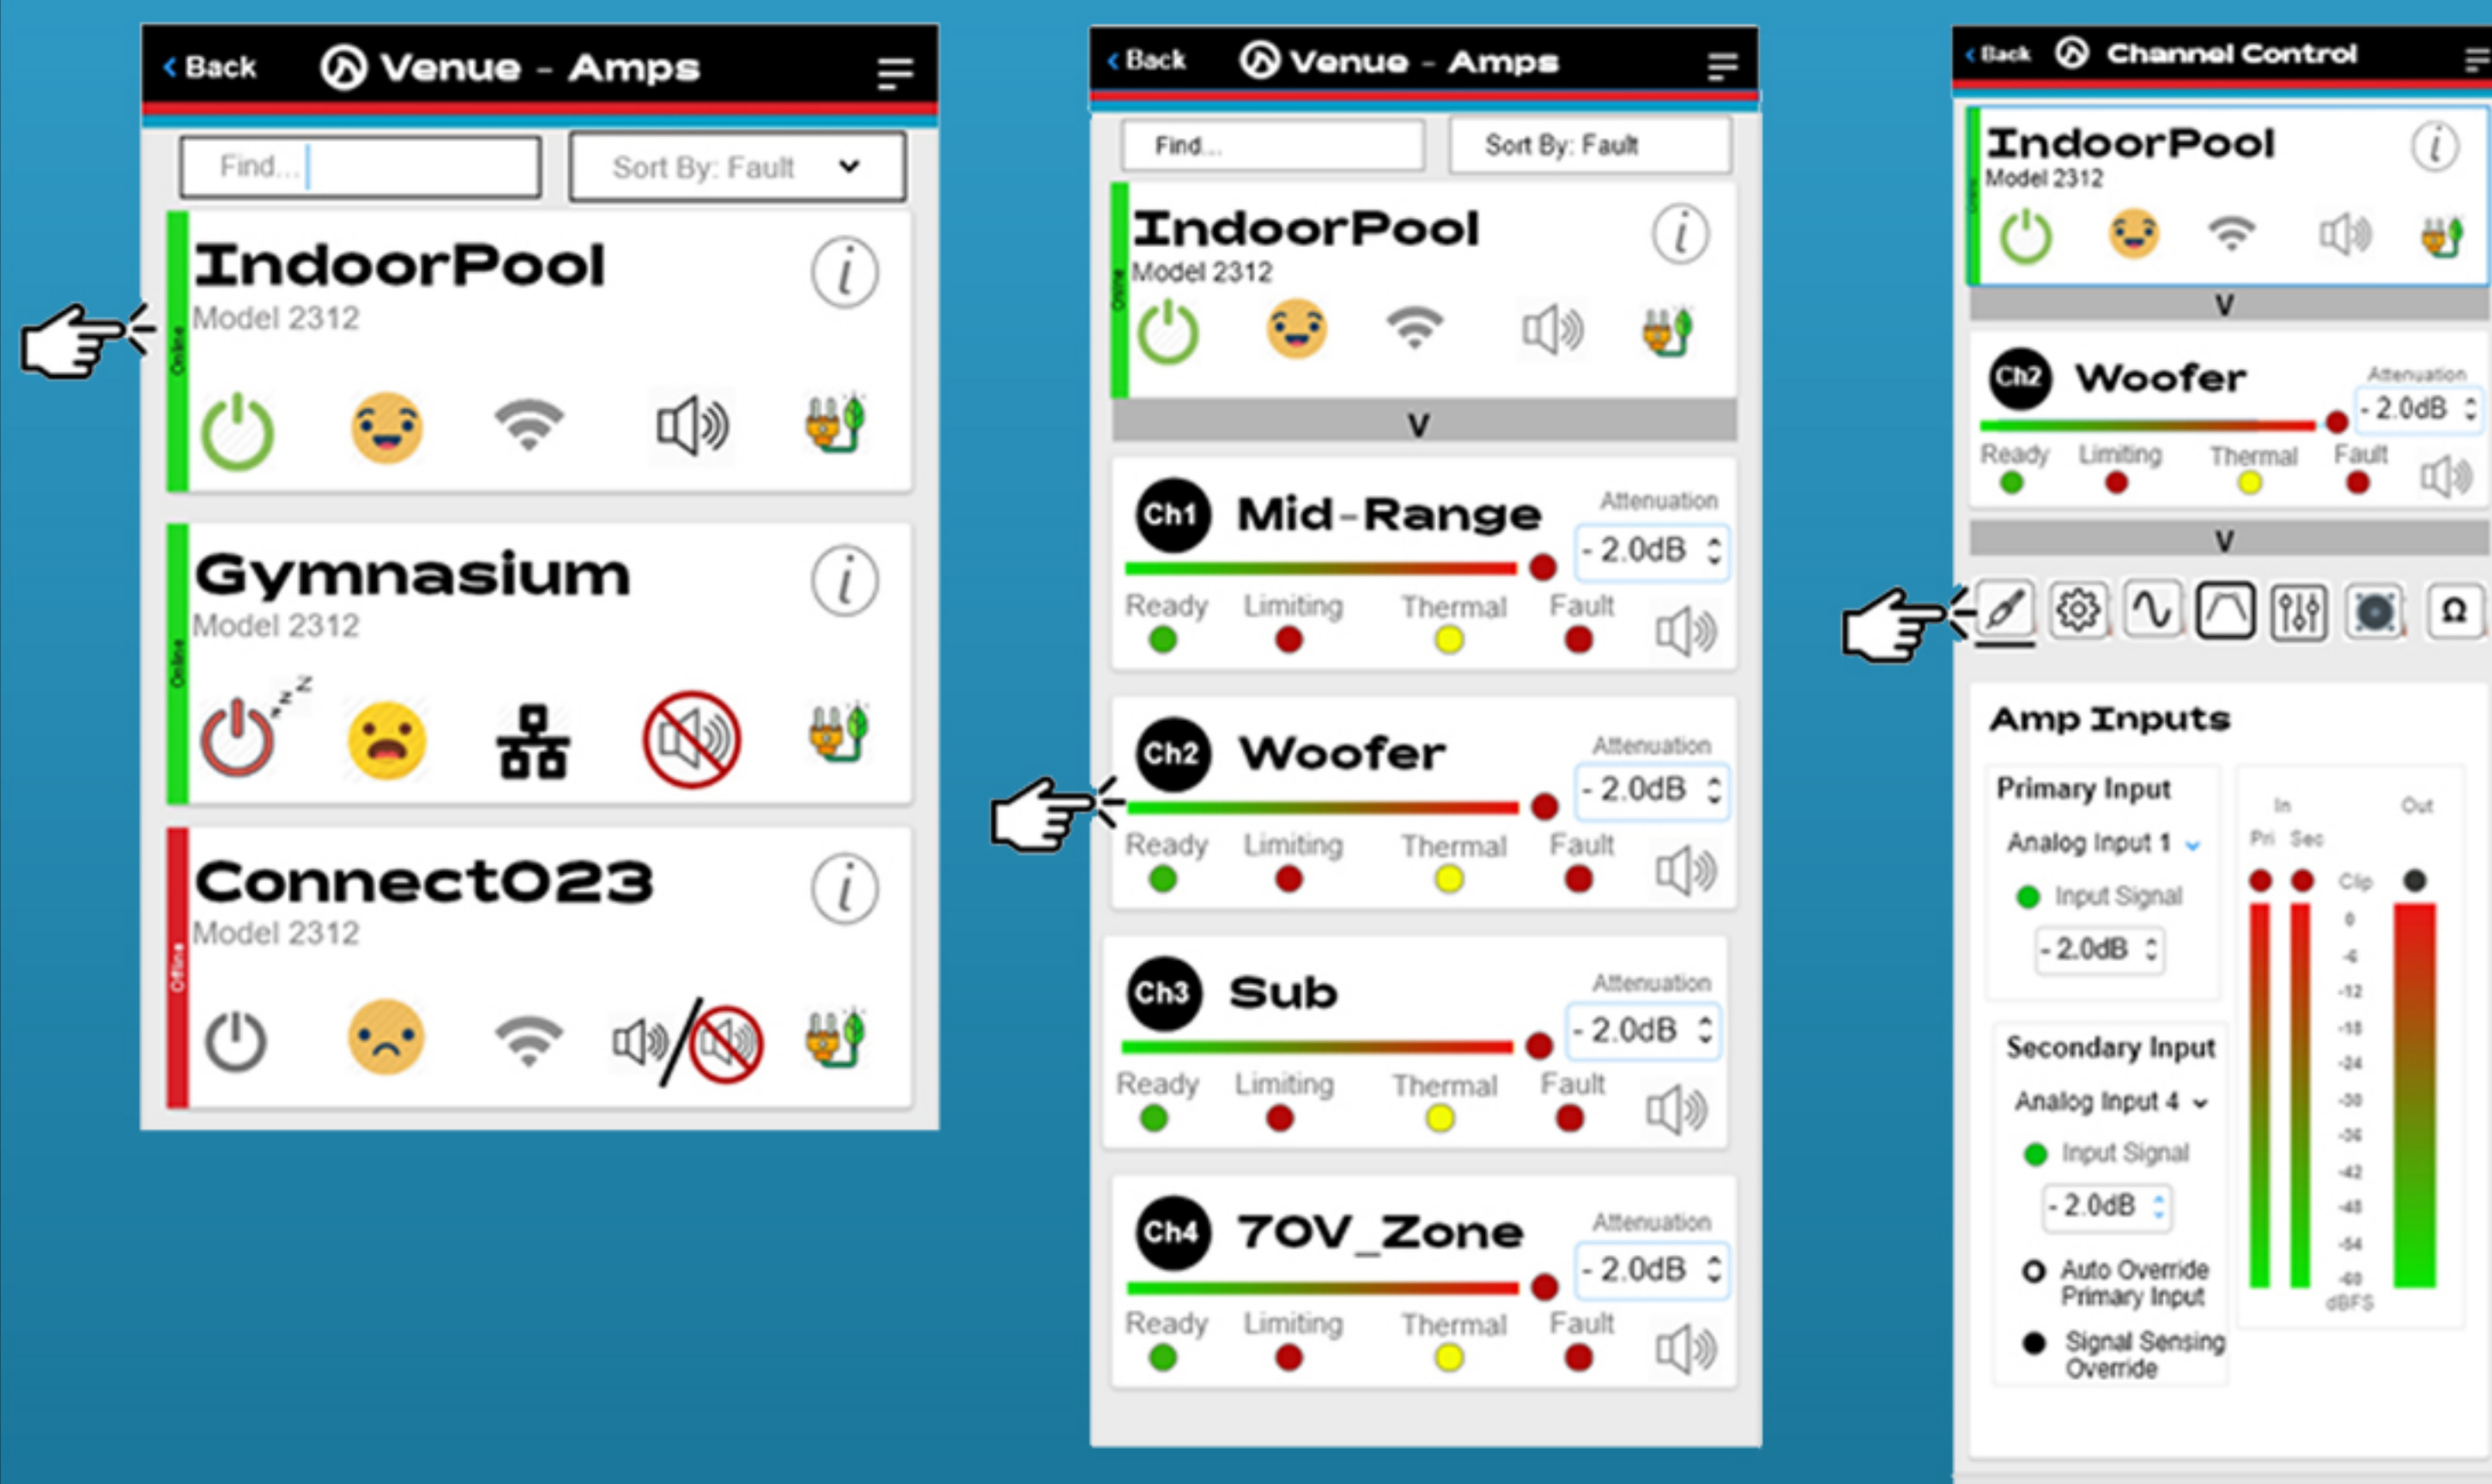 Back Venue - Amps
Find... Sort By: Fault
IndoorPool
Model 2312
Online
Gymnasium
Model 2312
Online
z z Z
Connect023
Model 2312
Offline
Back Venue - Amps
Find... Sort By: Fault
IndoorPool
Model 2312
Online
V
Ch1 Mid-Range Attenuation
- 2.0dB
Ready Limiting Thermal Fault
Ch2 Woofer Attenuation
- 2.0dB
Ready Limiting Thermal Fault
Ch3 Sub Attenuation
- 2.0dB
Ready Limiting Thermal Fault
Ch4 70V_Zone Attenuation
- 2.0dB
Ready Limiting Thermal Fault
Back Channel Control
IndoorPool
Model 2312
V
Ch2 Woofer Attenuation
- 2.0dB
Ready Limiting Thermal Fault
V
Ω
Amp Inputs
Primary Input
Analog Input 1
Input Signal
- 2.0dB
Secondary Input
Analog Input 4
Input Signal
- 2.0dB
Auto Override
Primary Input
Signal Sensing
Override
In Out
Pri Sec
Clip
0
-6
-12
-18
-24
-30
-36
-42
-48
-54
-60
dBFS